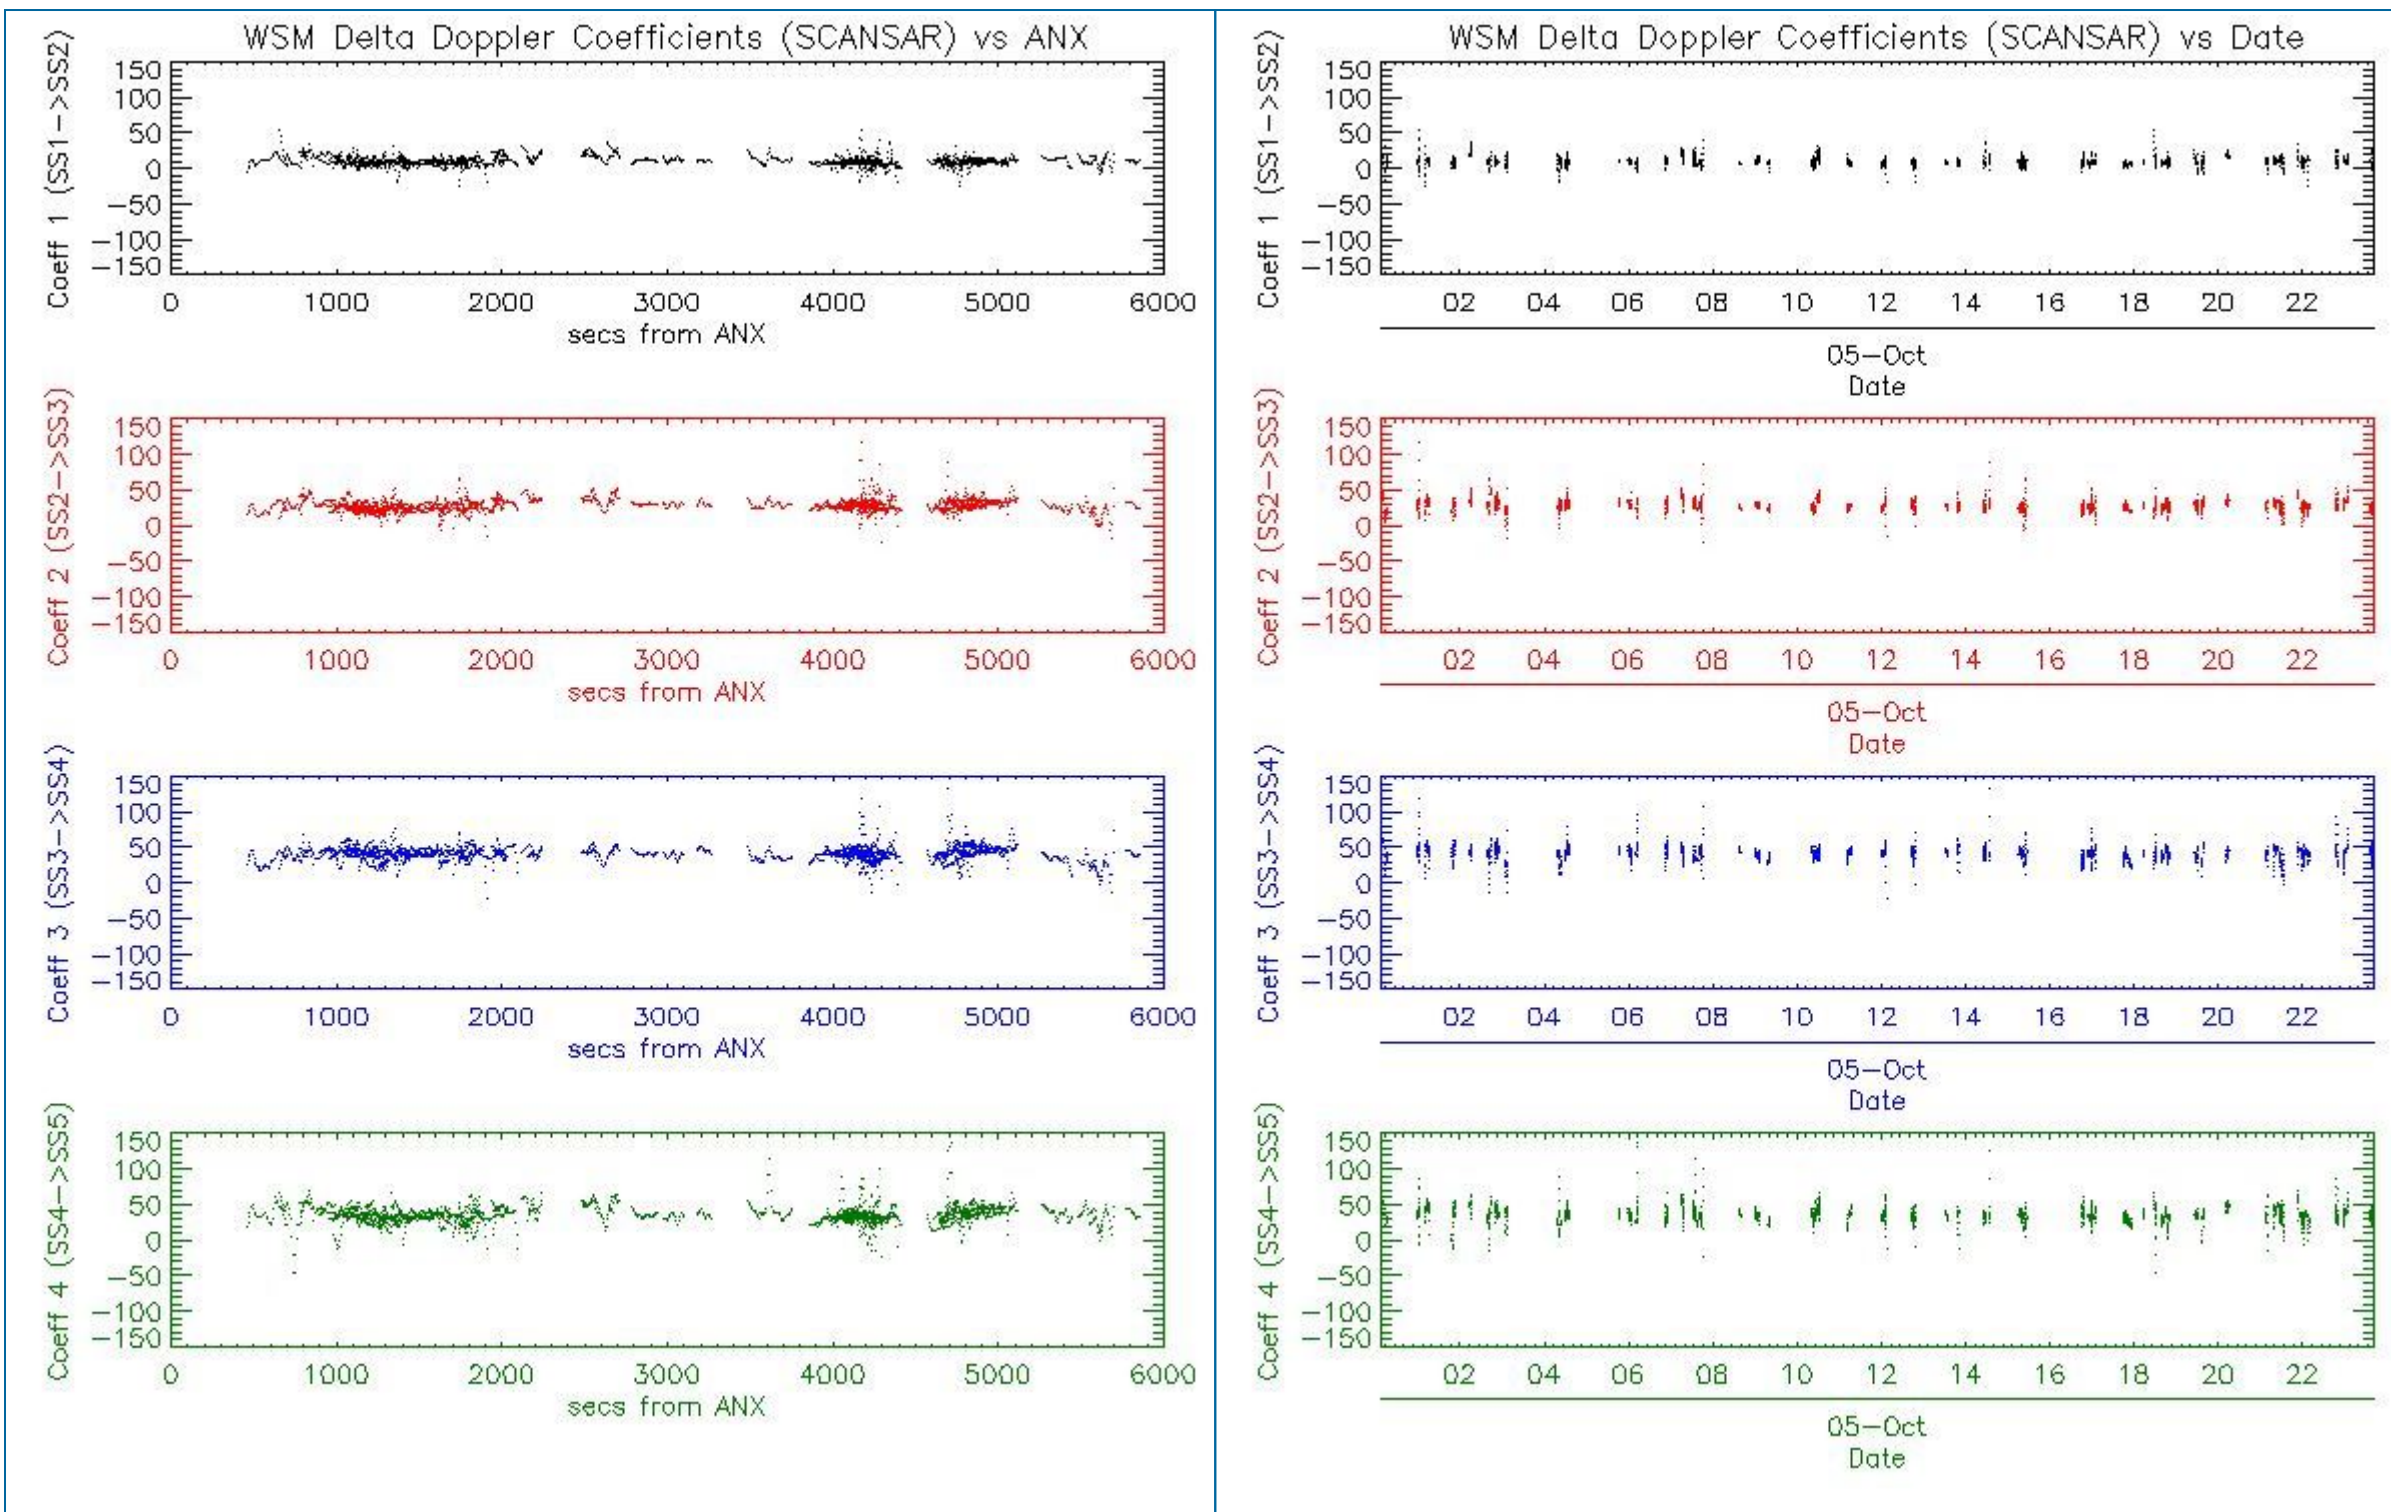 WSM Delta Doppler Coefficients (SCANSAR) vs ANX
Coeff 1 (SS1->SS2)
150
100
50
0
-50
-100
-150
0 1000 2000 3000 4000 5000 6000
secs from ANX
Coeff 2 (SS2->SS3)
150
100
50
0
-50
-100
-150
0 1000 2000 3000 4000 5000 6000
secs from ANX
Coeff 3 (SS3->SS4)
150
100
50
0
-50
-100
-150
0 1000 2000 3000 4000 5000 6000
secs from ANX
Coeff 4 (SS4->SS5)
150
100
50
0
-50
-100
-150
0 1000 2000 3000 4000 5000 6000
secs from ANX
WSM Delta Doppler Coefficients (SCANSAR) vs Date
Coeff 1 (SS1->SS2)
150
100
50
0
-50
-100
-150
02 04 06 08 10 12 14 16 18 20 22
05-Oct
Date
Coeff 2 (SS2->SS3)
150
100
50
0
-50
-100
-150
02 04 06 08 10 12 14 16 18 20 22
05-Oct
Date
Coeff 3 (SS3->SS4)
150
100
50
0
-50
-100
-150
02 04 06 08 10 12 14 16 18 20 22
05-Oct
Date
Coeff 4 (SS4->SS5)
150
100
50
0
-50
-100
-150
02 04 06 08 10 12 14 16 18 20 22
05-Oct
Date